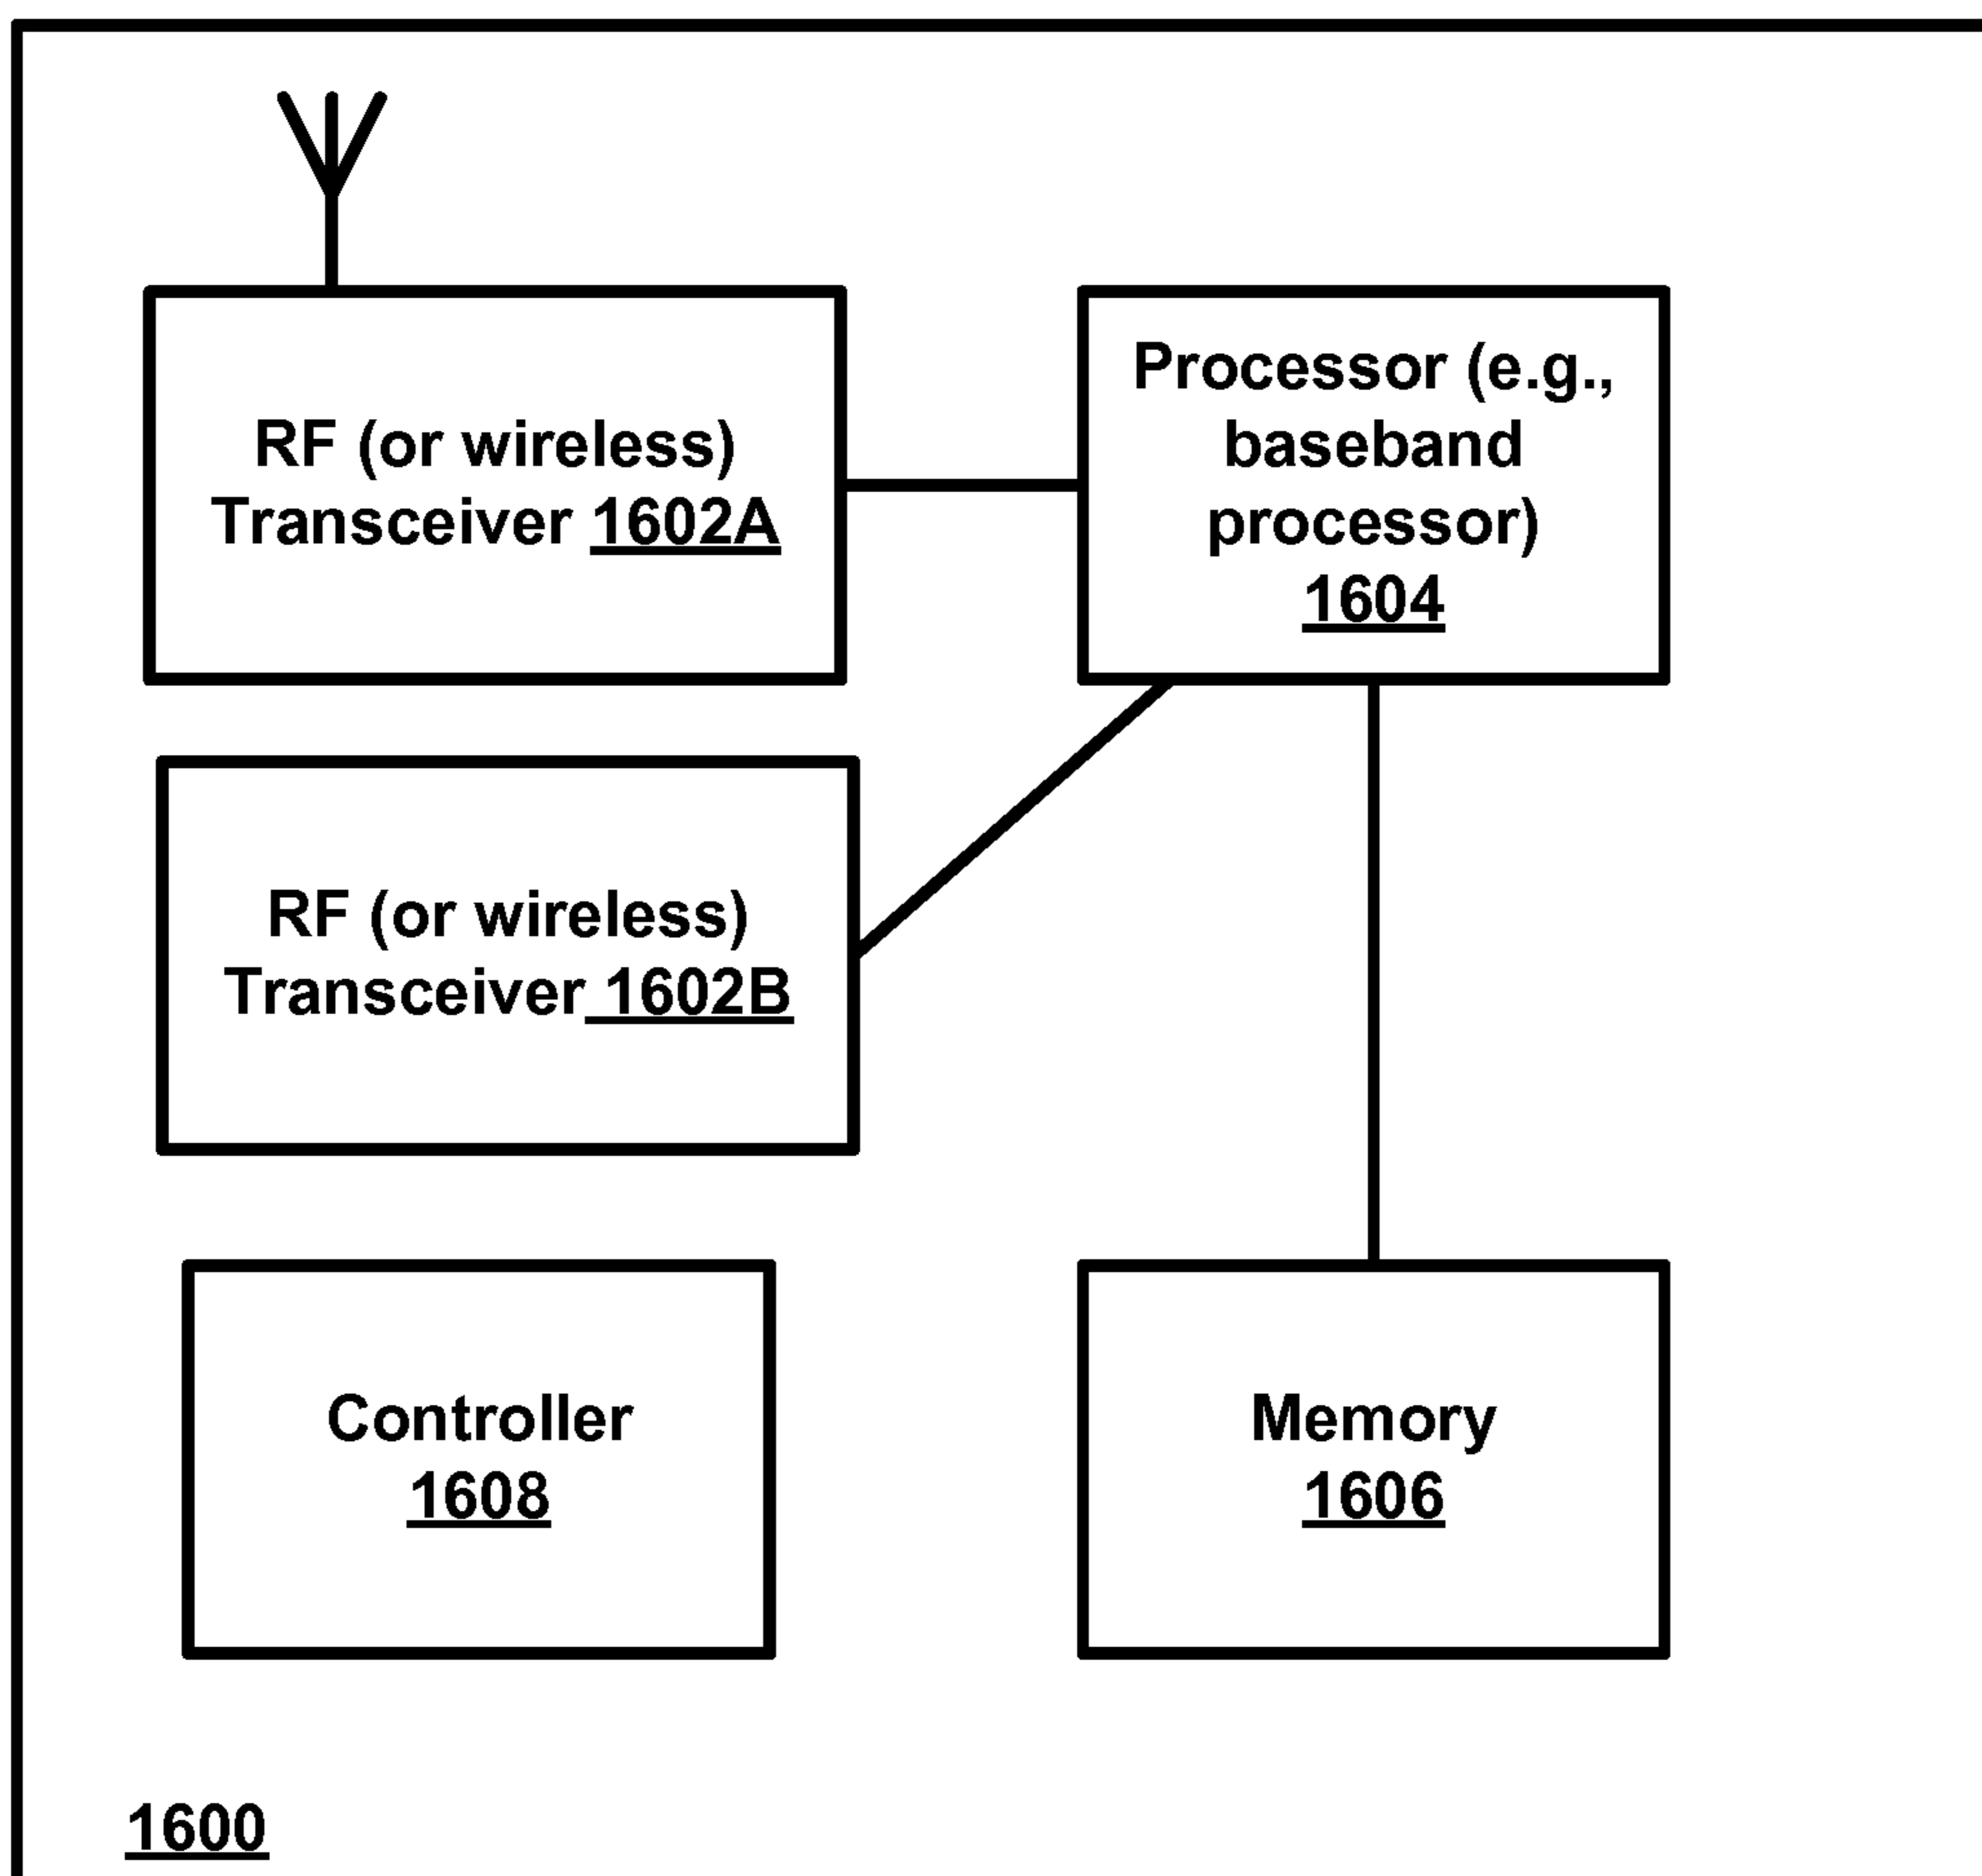 RF (or wireless)
Transceiver 1602A
Processor (e.g.,
baseband
processor)
1604
RF (or wireless)
Transceiver 1602B
Controller
1608
Memory
1606
1600